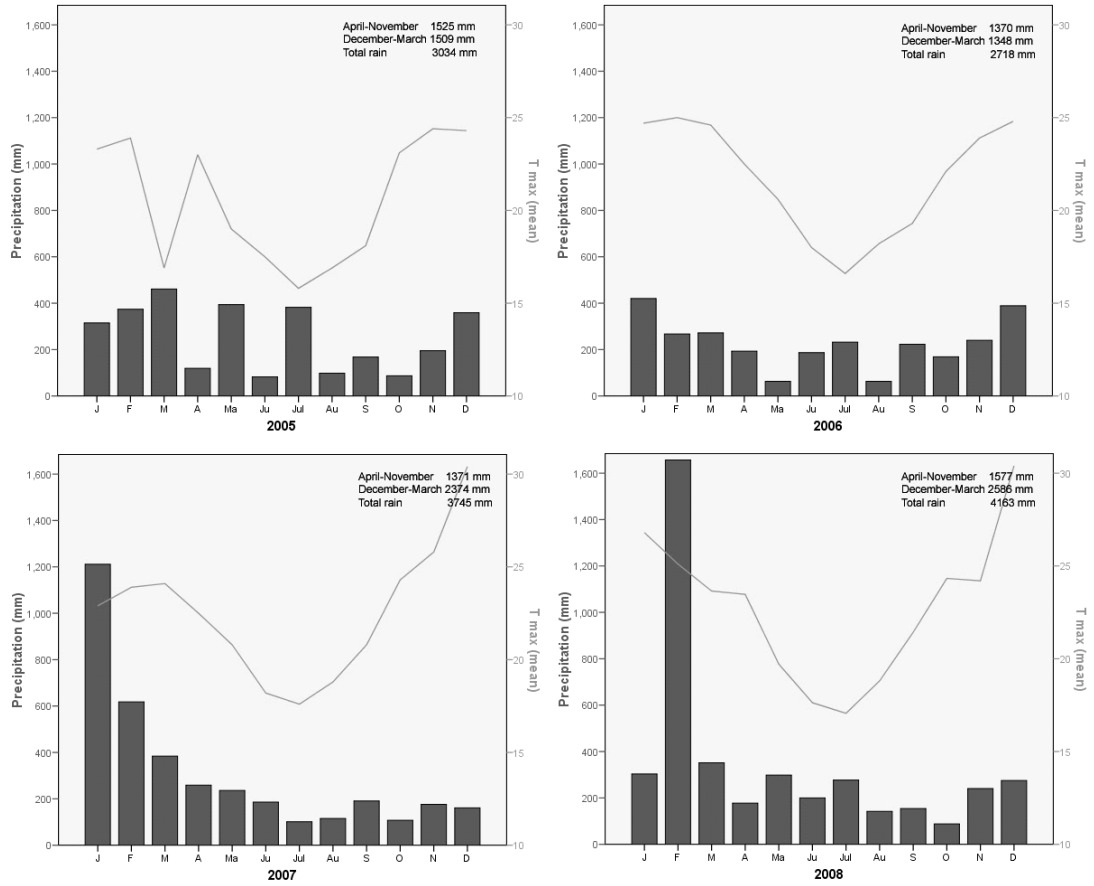 April-November 1525 mm
December-March 1509 mm
Total rain 3034 mm
Precipitation (mm)
1,600
1,400
1,200
1,000
800
600
400
200
0
T max (mean)
30
25
20
15
10
J F M A Ma Ju Jul Au S O N D
2005
April-November 1370 mm
December-March 1348 mm
Total rain 2718 mm
Precipitation (mm)
1,600
1,400
1,200
1,000
800
600
400
200
0
T max (mean)
30
25
20
15
10
J F M A Ma Ju Jul Au S O N D
2006
April-November 1371 mm
December-March 2374 mm
Total rain 3745 mm
Precipitation (mm)
1,600
1,400
1,200
1,000
800
600
400
200
0
T max (mean)
30
25
20
15
10
J F M A Ma Ju Jul Au S O N D
2007
April-November 1577 mm
December-March 2586 mm
Total rain 4163 mm
Precipitation (mm)
1,600
1,400
1,200
1,000
800
600
400
200
0
T max (mean)
30
25
20
15
10
J F M A Ma Ju Jul Au S O N D
2008